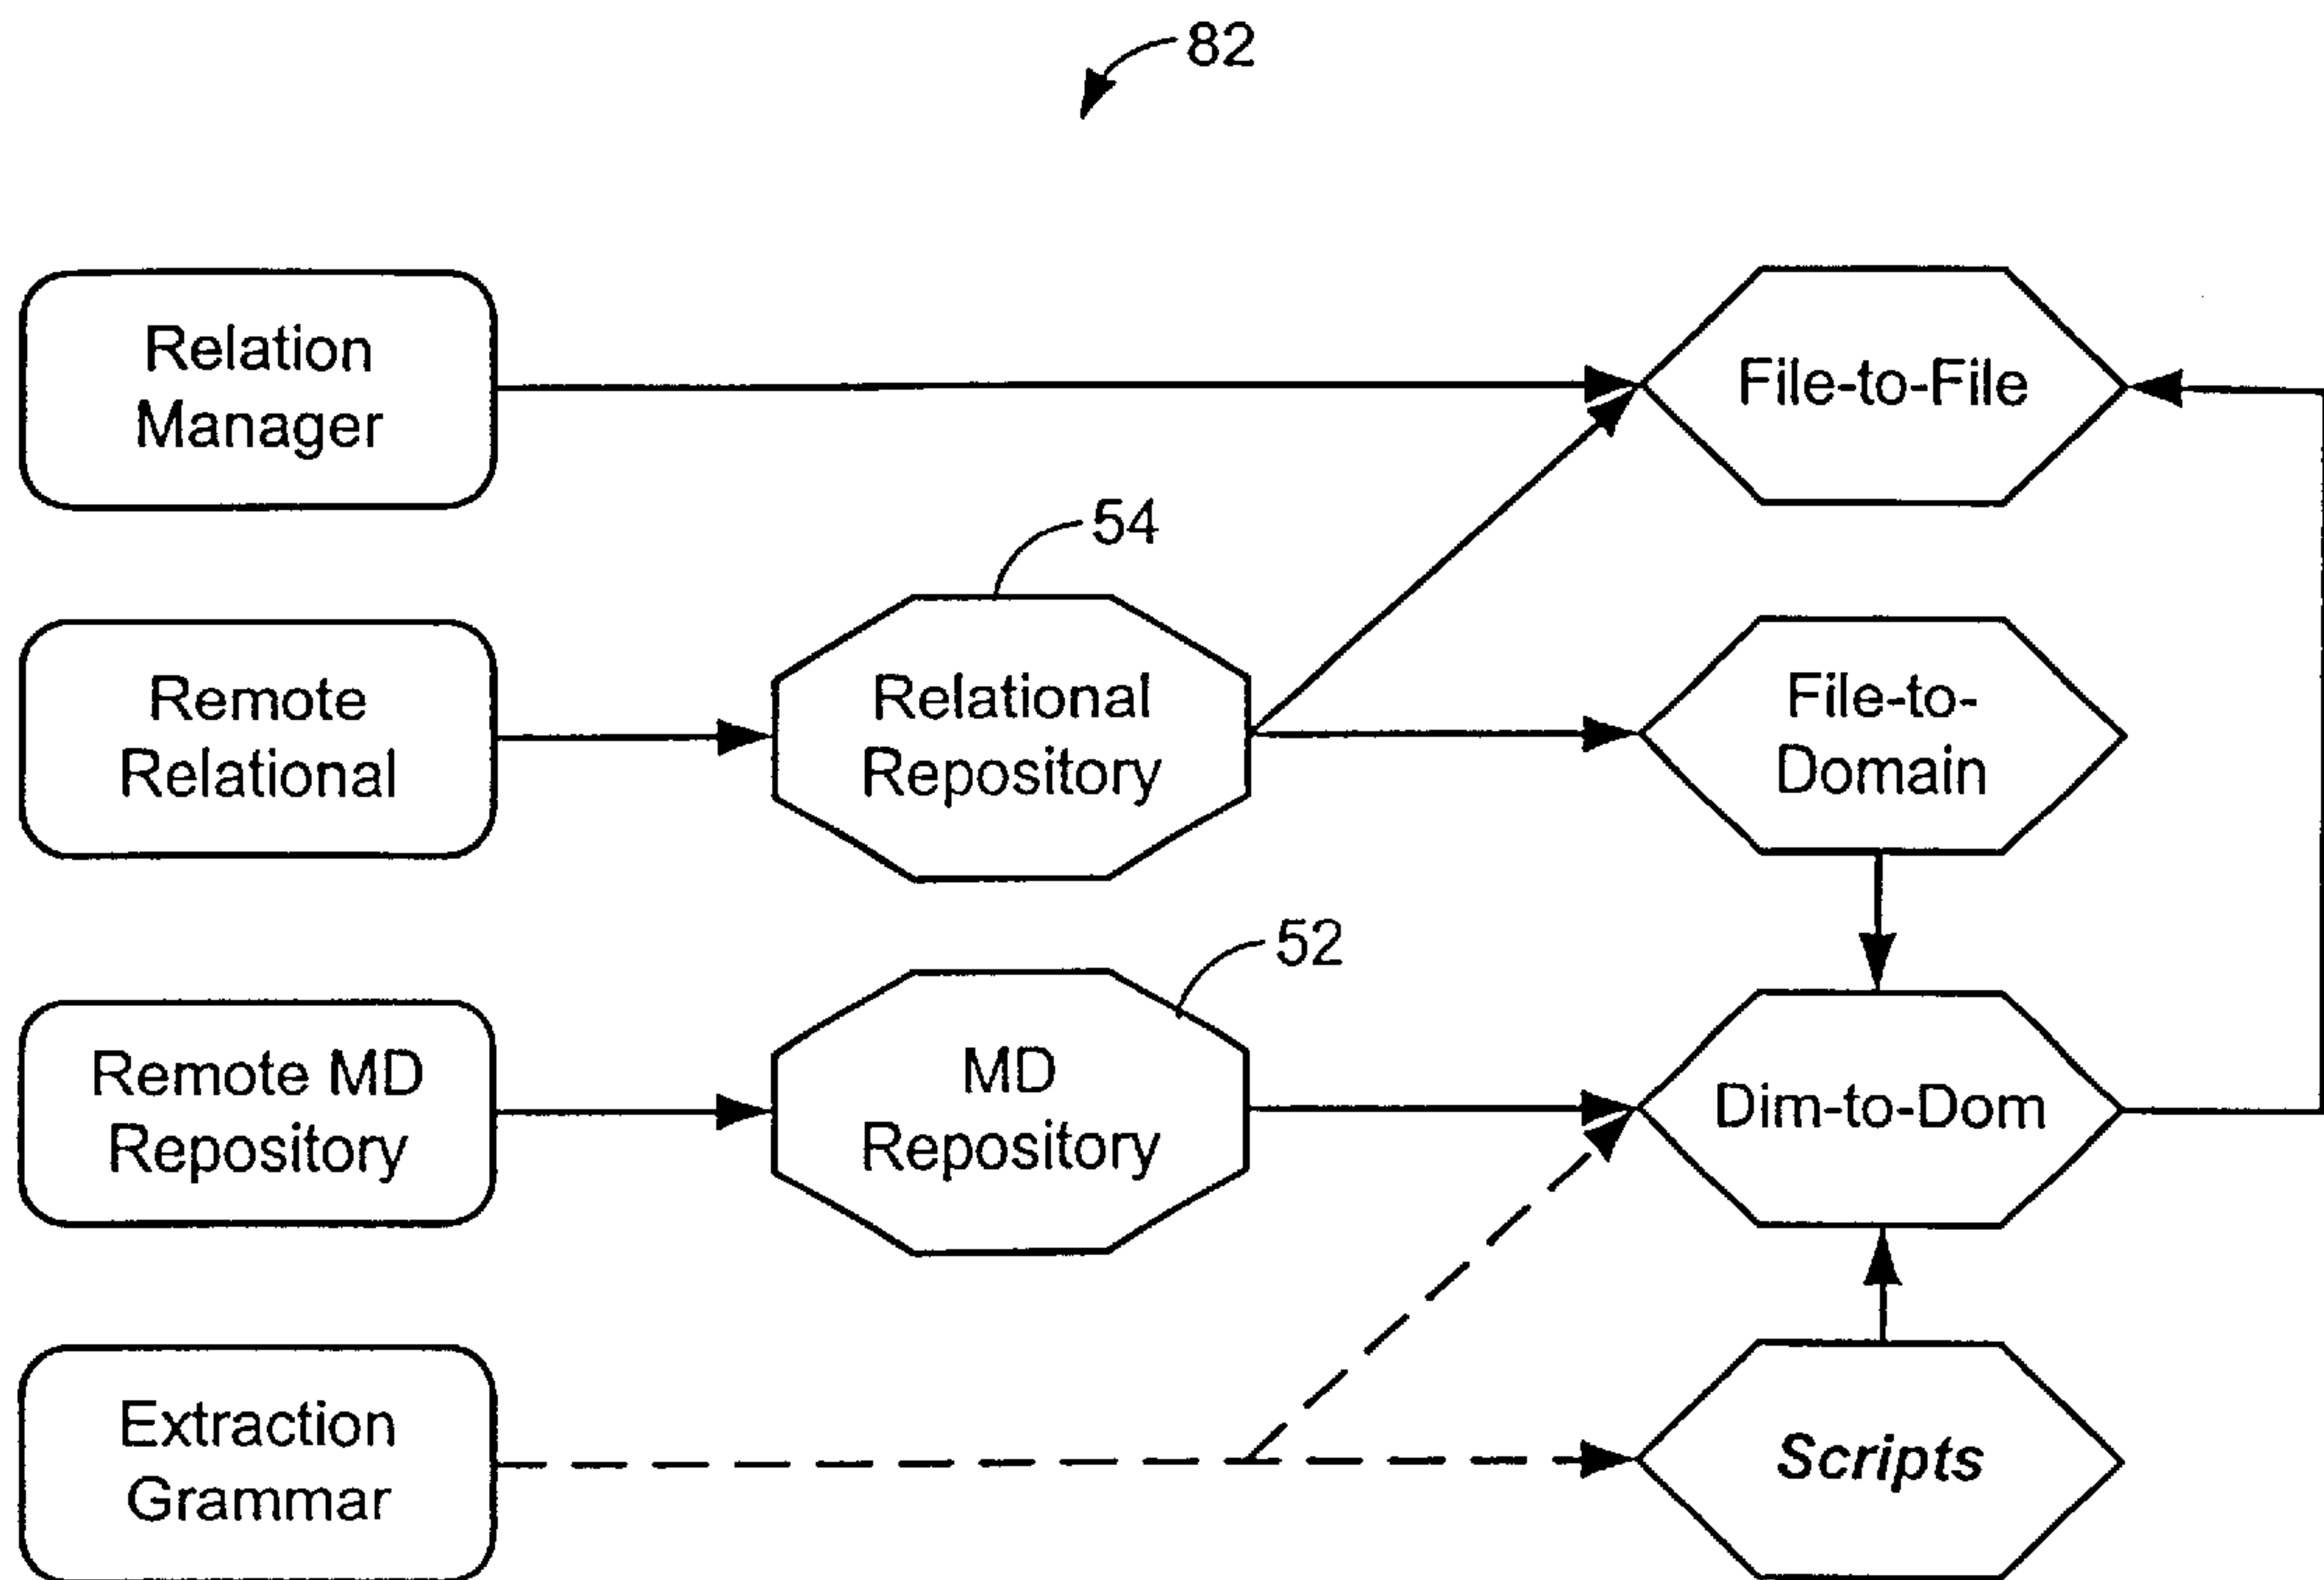 82
Relation
Manager
File-to-File
54
Remote
Relational
Relational
Repository
File-to-
Domain
52
Remote MD
Repository
MD
Repository
Dim-to-Dom
Extraction
Grammar
Scripts